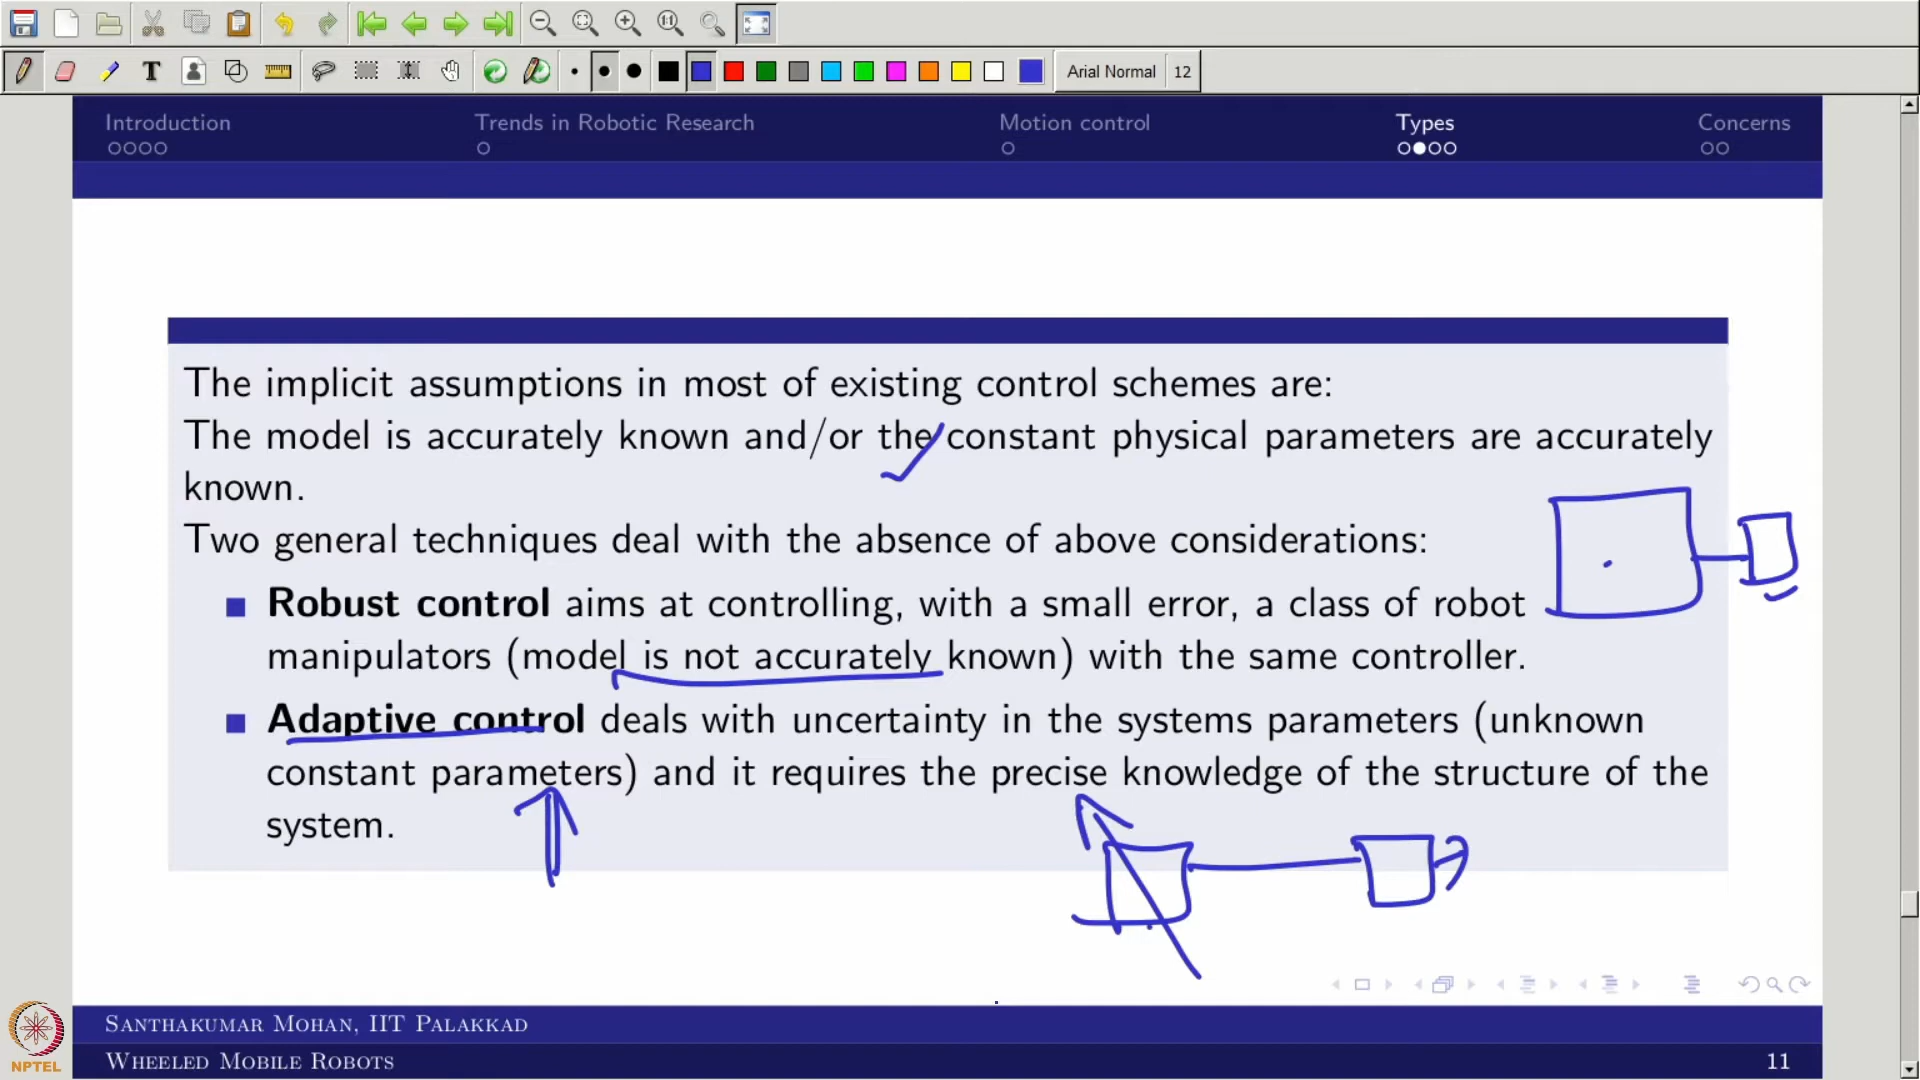 Arial Normal 12
Introduction Trends in Robotic Research Motion control Types Concerns
The implicit assumptions in most of existing control schemes are:
The model is accurately known and/or the constant physical parameters are accurately
known.
Two general techniques deal with the absence of above considerations:
Robust control aims at controlling, with a small error, a class of robot
manipulators (model is not accurately known) with the same controller.
Adaptive control deals with uncertainty in the systems parameters (unknown
constant parameters) and it requires the precise knowledge of the structure of the
system.
Santhakumar Mohan, IIT Palakkad
Wheeled Mobile Robots 11
NPTEL